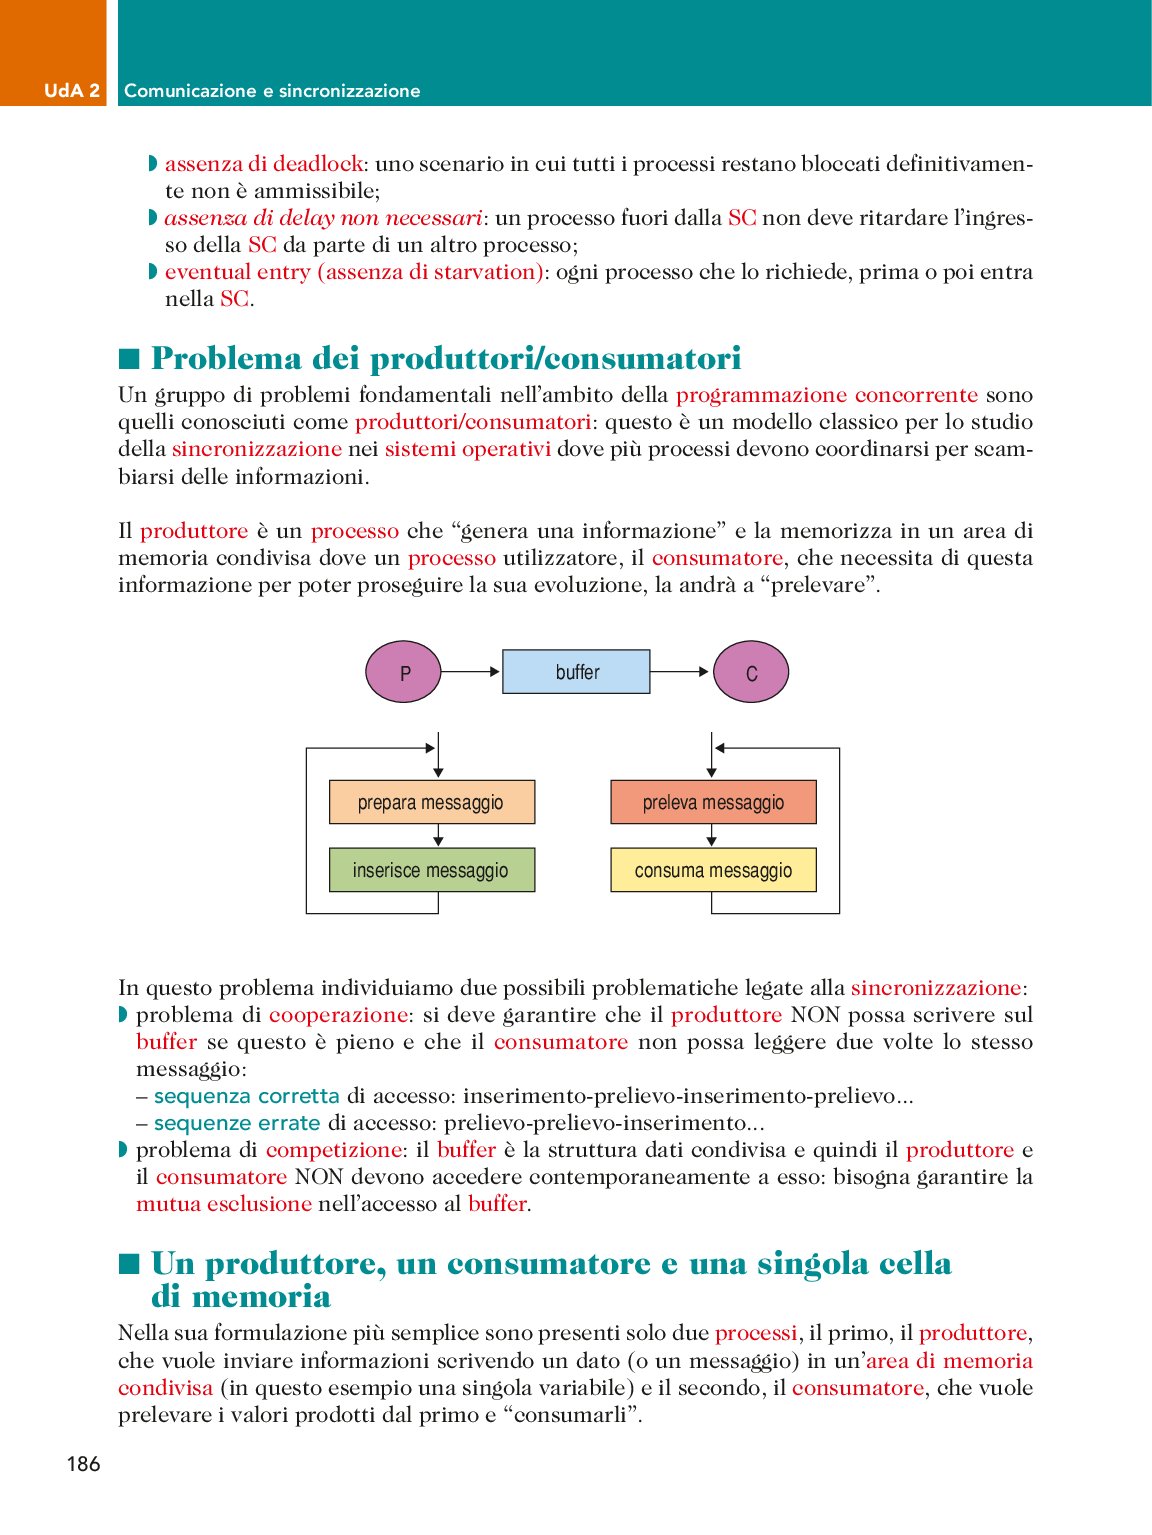 UdA 2 Comunicazione e sincronizzazione
◗ assenza di deadlock: uno scenario in cui tutti i processi restano bloccati definitivamen-
te non è ammissibile;
◗ assenza di delay non necessari: un processo fuori dalla SC non deve ritardare l’ingres-
so della SC da parte di un altro processo;
◗ eventual entry (assenza di starvation): ogni processo che lo richiede, prima o poi entra
nella SC.
■ Problema dei produttori/consumatori
Un gruppo di problemi fondamentali nell’ambito della programmazione concorrente sono
quelli conosciuti come produttori/consumatori: questo è un modello classico per lo studio
della sincronizzazione nei sistemi operativi dove più processi devono coordinarsi per scam-
biarsi delle informazioni.
Il produttore è un processo che “genera una informazione” e la memorizza in un area di
memoria condivisa dove un processo utilizzatore, il consumatore, che necessita di questa
informazione per poter proseguire la sua evoluzione, la andrà a “prelevare”.
P buffer C
prepara messaggio preleva messaggio
inserisce messaggio consuma messaggio
In questo problema individuiamo due possibili problematiche legate alla sincronizzazione:
◗ problema di cooperazione: si deve garantire che il produttore NON possa scrivere sul
buffer se questo è pieno e che il consumatore non possa leggere due volte lo stesso
messaggio:
– sequenza corretta di accesso: inserimento-prelievo-inserimento-prelievo...
– sequenze errate di accesso: prelievo-prelievo-inserimento...
◗ problema di competizione: il buffer è la struttura dati condivisa e quindi il produttore e
il consumatore NON devono accedere contemporaneamente a esso: bisogna garantire la
mutua esclusione nell’accesso al buffer.
■ Un produttore, un consumatore e una singola cella
di memoria
Nella sua formulazione più semplice sono presenti solo due processi, il primo, il produttore,
che vuole inviare informazioni scrivendo un dato (o un messaggio) in un’area di memoria
condivisa (in questo esempio una singola variabile) e il secondo, il consumatore, che vuole
prelevare i valori prodotti dal primo e “consumarli”.
186